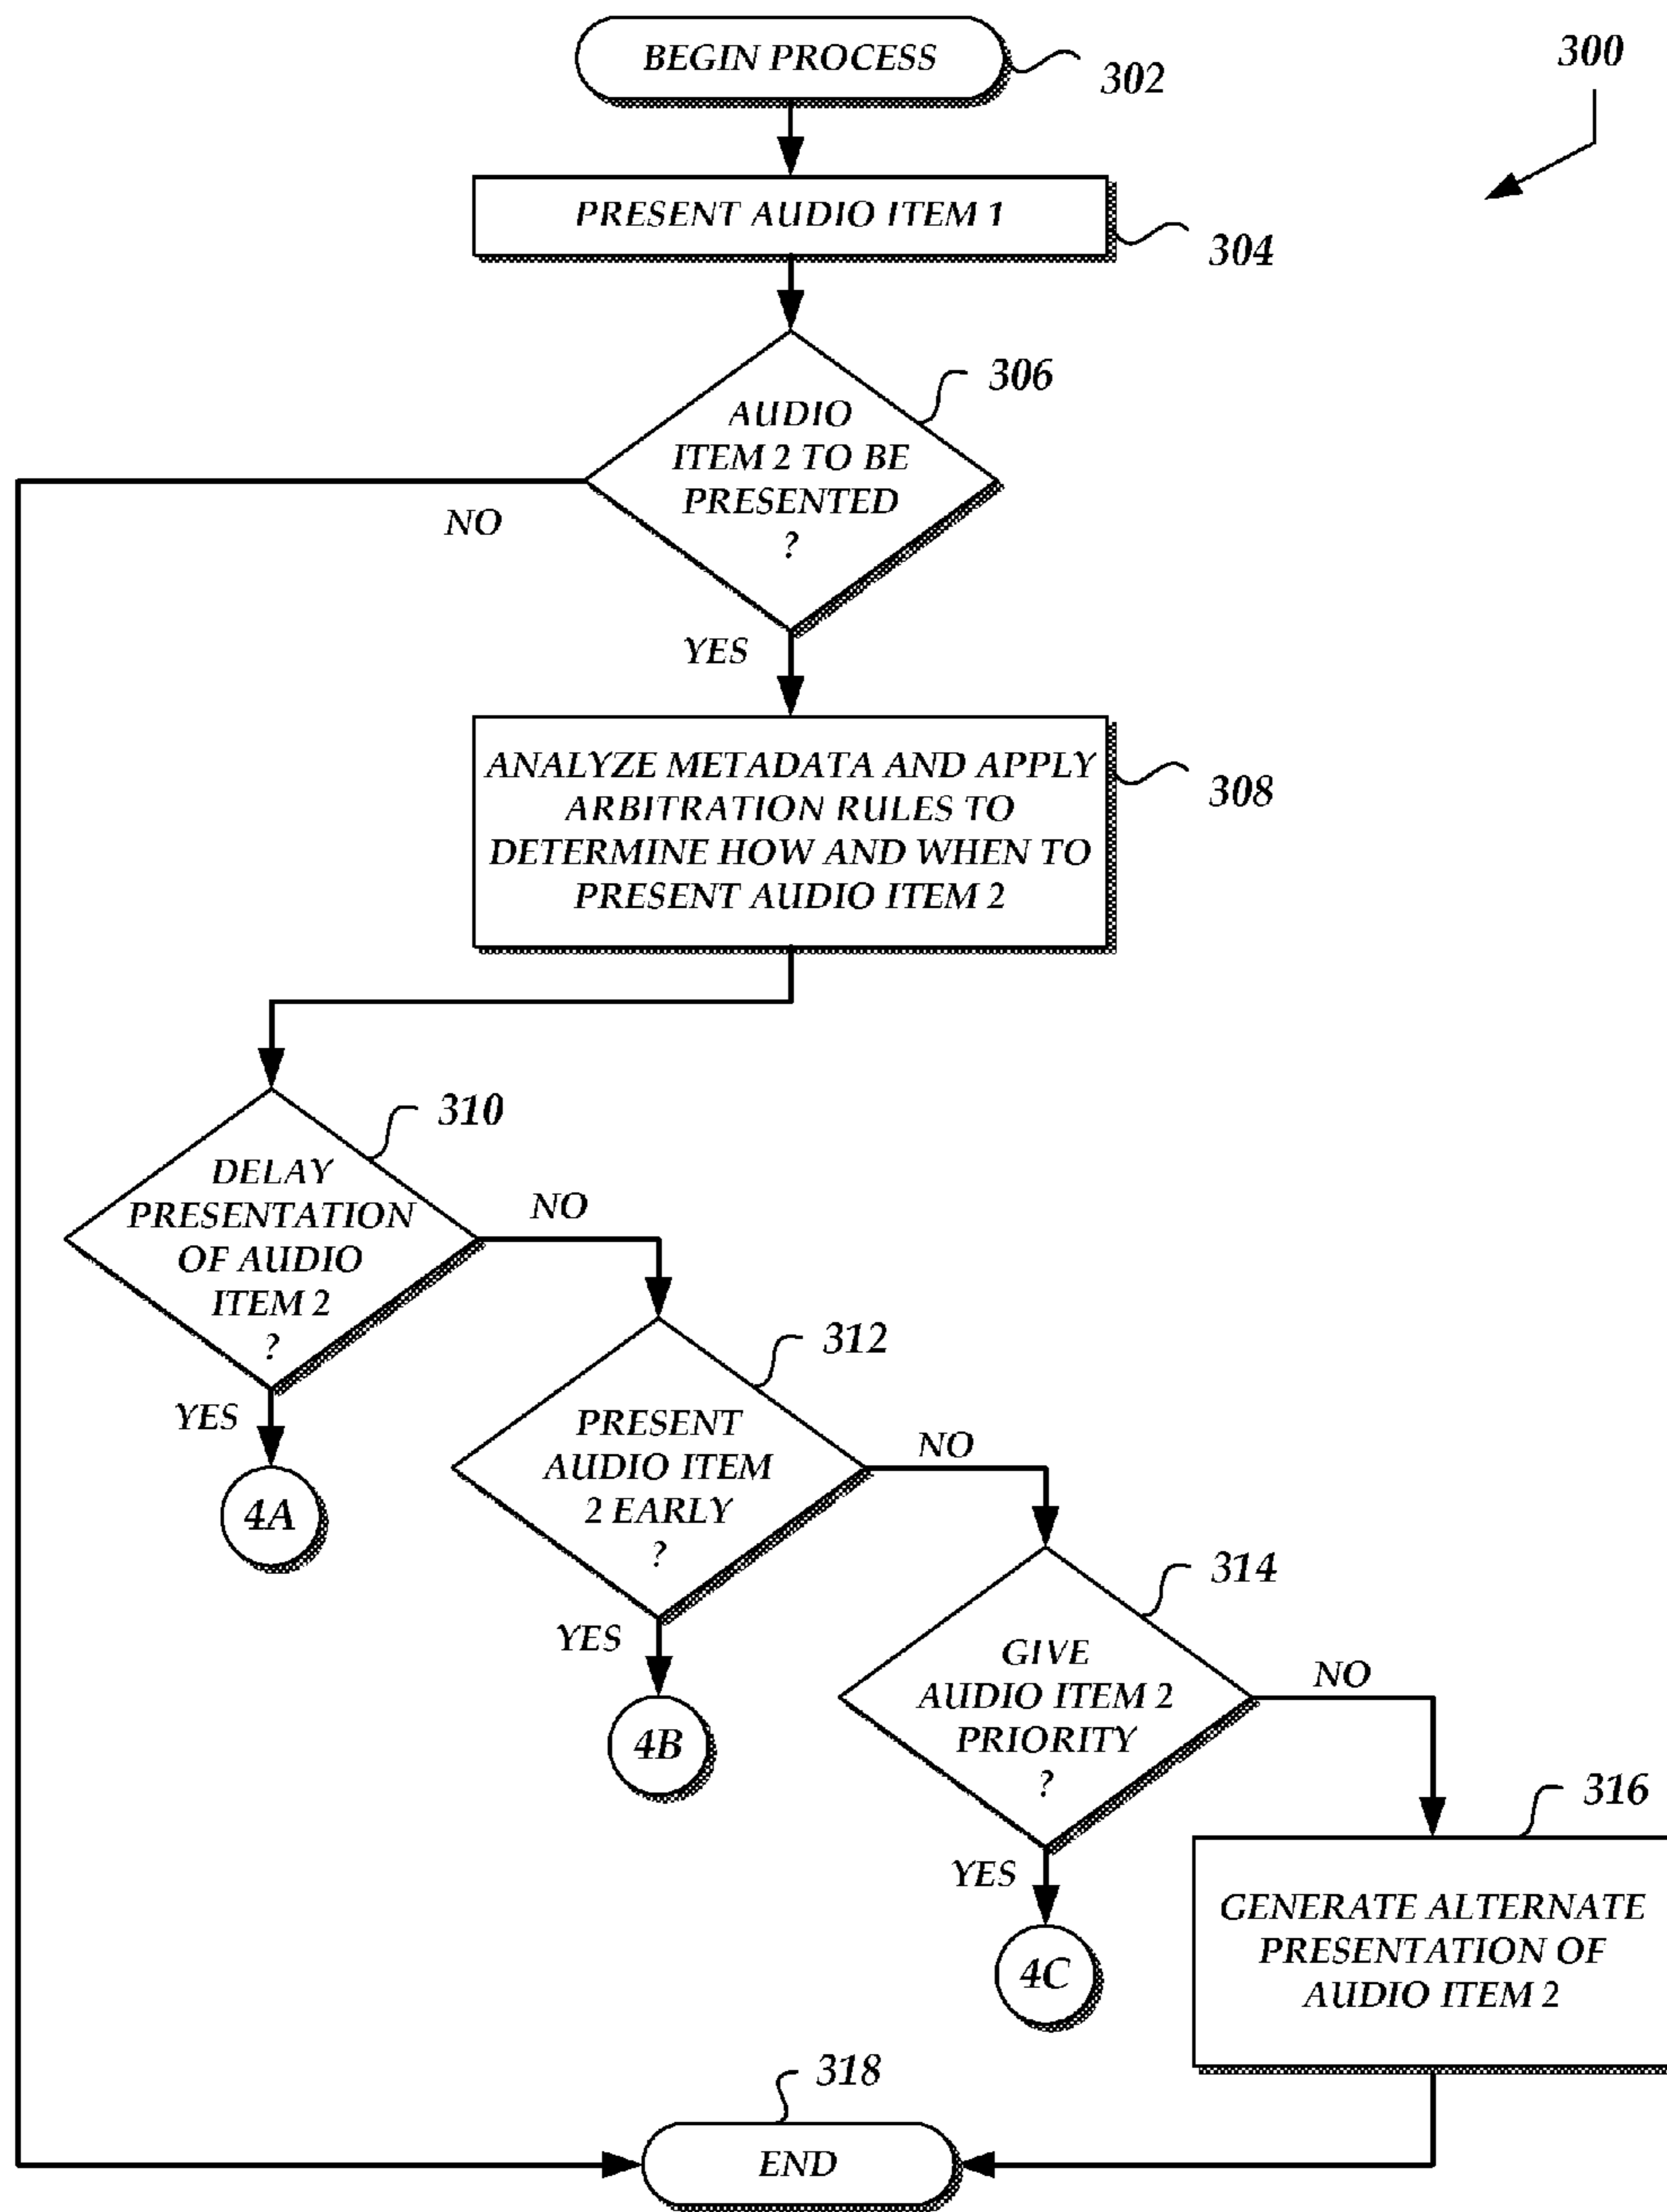 BEGIN PROCESS
302
300
PRESENT AUDIO ITEM 1
304
306
AUDIO
ITEM 2 TO BE
PRESENTED
?
NO
YES
ANALYZE METADATA AND APPLY
ARBITRATION RULES TO
DETERMINE HOW AND WHEN TO
PRESENT AUDIO ITEM 2
308
310
DELAY
PRESENTATION
OF AUDIO
ITEM 2
?
NO
YES
4A
312
PRESENT
AUDIO ITEM
2 EARLY
?
NO
YES
4B
314
GIVE
AUDIO ITEM 2
PRIORITY
?
NO
YES
4C
316
GENERATE ALTERNATE
PRESENTATION OF
AUDIO ITEM 2
318
END